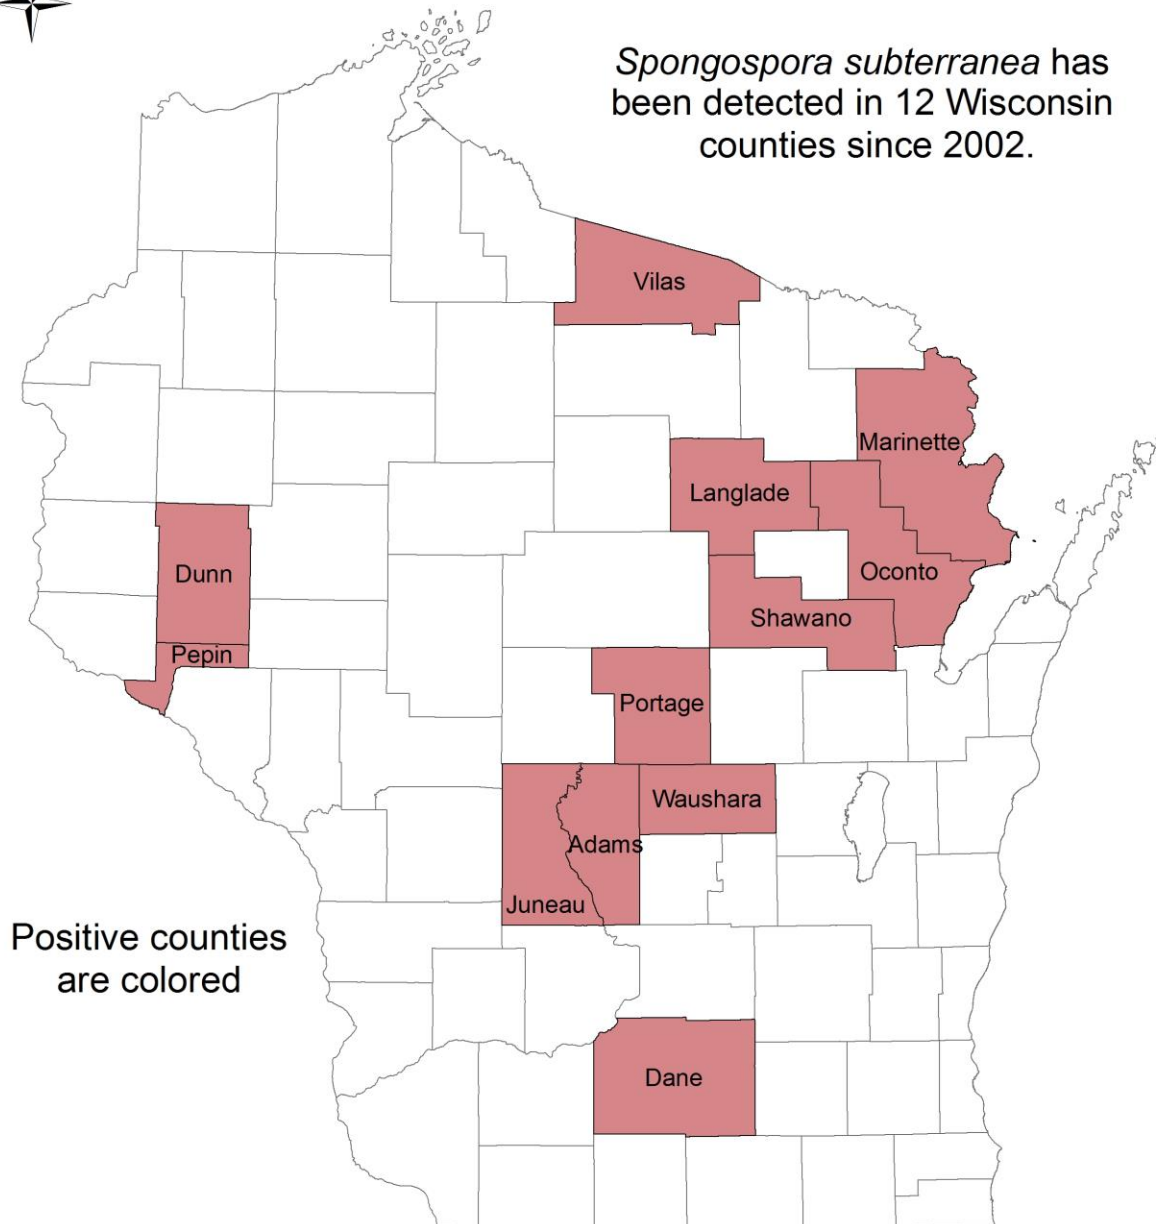 Spongospora subterranea has
been detected in 12 Wisconsin
counties since 2002.
Vilas
Marinette
Langlade
Dunn
Oconto
Shawano
Pepin
Portage
Waushara
Adams
Juneau
Positive counties
are colored
Dane